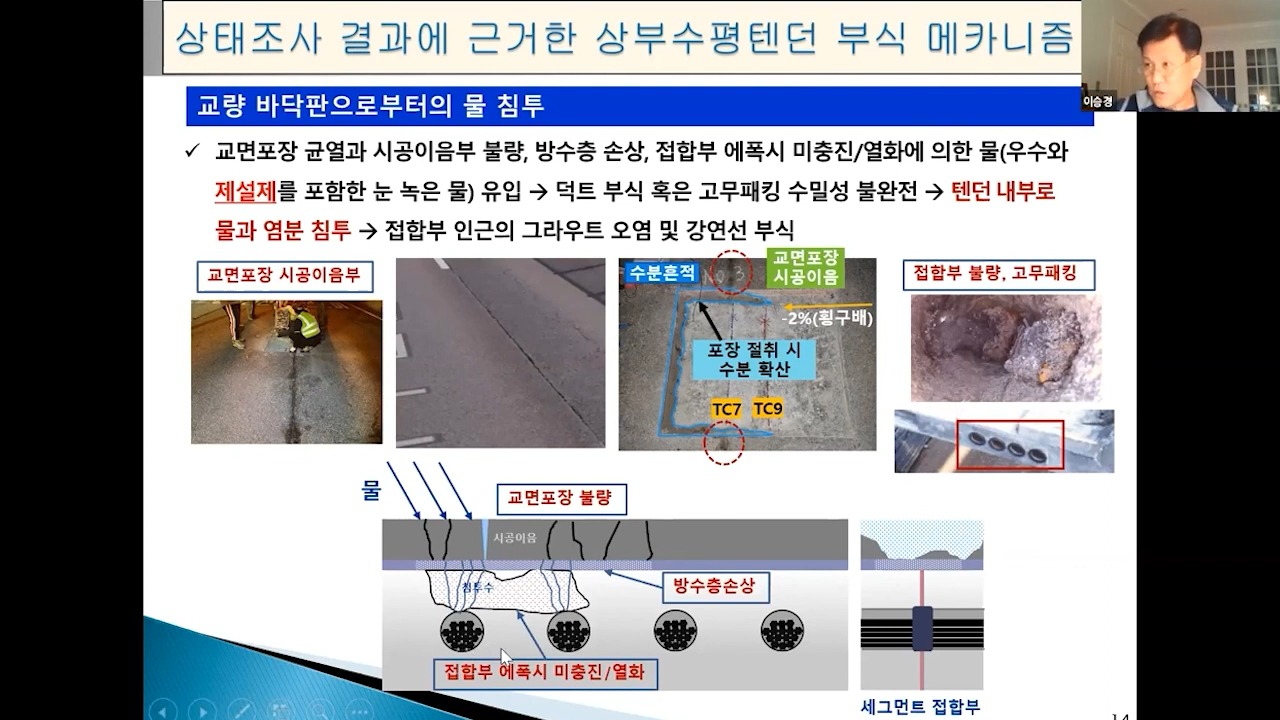 상태조사 결과에 근거한 상부수평텐던 부식 메카니즘
이승경
교량 바닥판으로부터의 물 침투
✓ 교면포장 균열과 시공이음부 불량, 방수층 손상, 접합부 에폭시 미충진/열화에 의한 물(우수와
제설제를 포함한 눈 녹은 물) 유입 → 덕트 부식 혹은 고무패킹 수밀성 불완전 → 텐던 내부로
물과 염분 침투 → 접합부 인근의 그라우트 오염 및 강연선 부식
교면포장 시공이음부
수분흔적
NO.3
교면포장
시공이음
-2%(횡구배)
포장 절취 시
수분 확산
TC7 TC9
접합부 불량, 고무패킹
물
교면포장 불량
시공이음
침투수
방수층손상
접합부 에폭시 미충진/열화
세그먼트 접합부
14